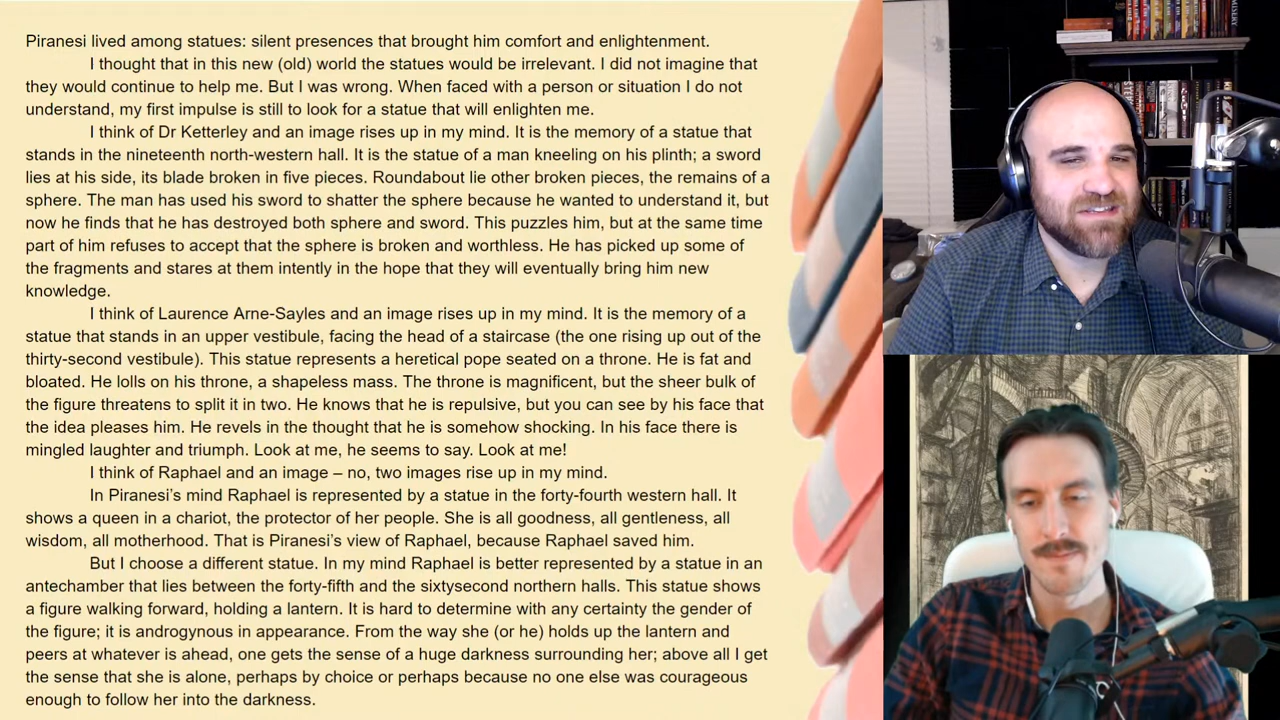 Piranesi lived among statues: silent presences that brought him comfort and enlightenment.
I thought that in this new (old) world the statues would be irrelevant. I did not imagine that
they would continue to help me. But I was wrong. When faced with a person or situation I do not
understand, my first impulse is still to look for a statue that will enlighten me.
I think of Dr Ketterley and an image rises up in my mind. It is the memory of a statue that
stands in the nineteenth north-western hall. It is the statue of a man kneeling on his plinth; a sword
lies at his side, its blade broken in five pieces. Roundabout lie other broken pieces, the remains of a
sphere. The man has used his sword to shatter the sphere because he wanted to understand it, but
now he finds that he has destroyed both sphere and sword. This puzzles him, but at the same time
part of him refuses to accept that the sphere is broken and worthless. He has picked up some of
the fragments and stares at them intently in the hope that they will eventually bring him new
knowledge.
I think of Laurence Arne-Sayles and an image rises up in my mind. It is the memory of a
statue that stands in an upper vestibule, facing the head of a staircase (the one rising up out of the
thirty-second vestibule). This statue represents a heretical pope seated on a throne. He is fat and
bloated. He lolls on his throne, a shapeless mass. The throne is magnificent, but the sheer bulk of
the figure threatens to split it in two. He knows that he is repulsive, but you can see by his face that
the idea pleases him. He revels in the thought that he is somehow shocking. In his face there is
mingled laughter and triumph. Look at me, he seems to say. Look at me!
I think of Raphael and an image – no, two images rise up in my mind.
In Piranesi’s mind Raphael is represented by a statue in the forty-fourth western hall. It
shows a queen in a chariot, the protector of her people. She is all goodness, all gentleness, all
wisdom, all motherhood. That is Piranesi’s view of Raphael, because Raphael saved him.
But I choose a different statue. In my mind Raphael is better represented by a statue in an
antechamber that lies between the forty-fifth and the sixtysecond northern halls. This statue shows
a figure walking forward, holding a lantern. It is hard to determine with any certainty the gender of
the figure; it is androgynous in appearance. From the way she (or he) holds up the lantern and
peers at whatever is ahead, one gets the sense of a huge darkness surrounding her; above all I get
the sense that she is alone, perhaps by choice or perhaps because no one else was courageous
enough to follow her into the darkness.